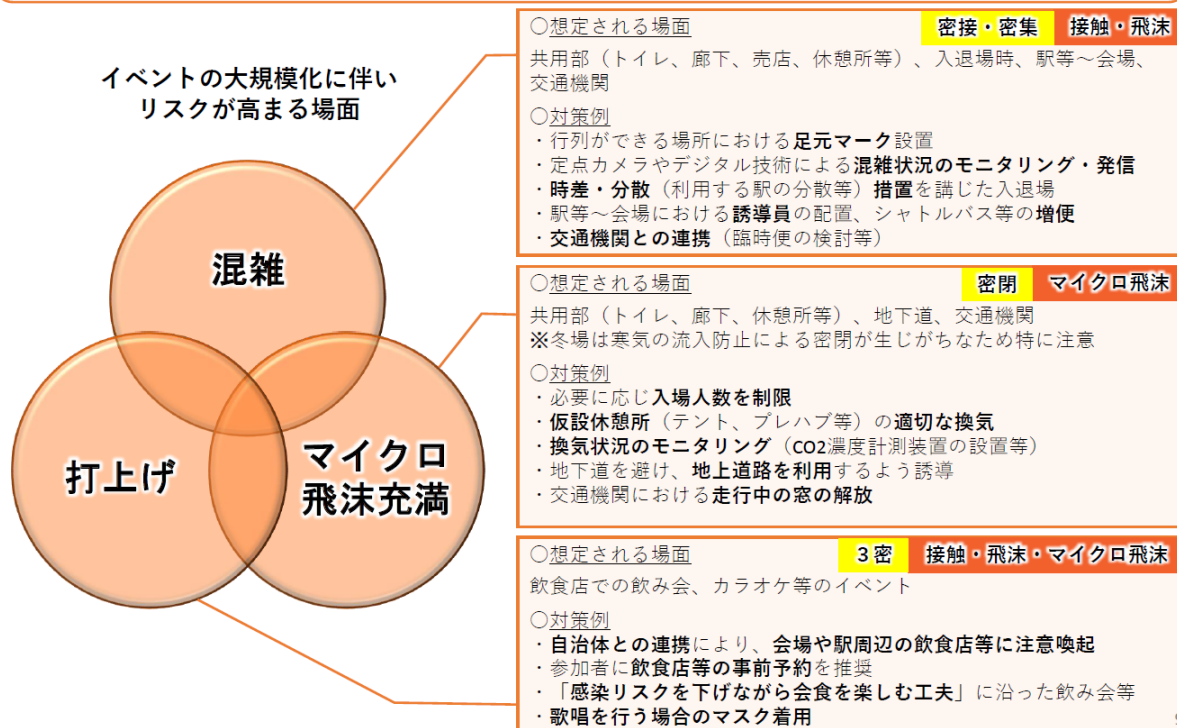 イベントの大規模化に伴い
リスクが高まる場面
混雑
打上げ
マイクロ
飛沫充満
○想定される場面
密接・密集
接触・飛沫
共用部（トイレ、廊下、売店、休憩所等）、入退場時、駅等～会場、
交通機関
○対策例
・行列ができる場所における足元マーク設置
・定点カメラやデジタル技術による混雑状況のモニタリング・発信
・時差・分散（利用する駅の分散等）措置を講じた入退場
・駅等～会場における誘導員の配置、シャトルバス等の増便
・交通機関との連携（臨時便の検討等）
○想定される場面
密閉
マイクロ飛沫
共用部（トイレ、廊下、休憩所等）、地下道、交通機関
※冬場は寒気の流入防止による密閉が生じがちなため特に注意
○対策例
・必要に応じ入場人数を制限
・仮設休憩所（テント、プレハブ等）の適切な換気
・換気状況のモニタリング（CO2濃度計測装置の設置等）
・地下道を避け、地上道路を利用するよう誘導
・交通機関における走行中の窓の解放
○想定される場面
３密
接触・飛沫・マイクロ飛沫
飲食店での飲み会、カラオケ等のイベント
○対策例
・自治体との連携により、会場や駅周辺の飲食店等に注意喚起
・参加者に飲食店等の事前予約を推奨
・「感染リスクを下げながら会食を楽しむ工夫」に沿った飲み会等
・歌唱を行う場合のマスク着用